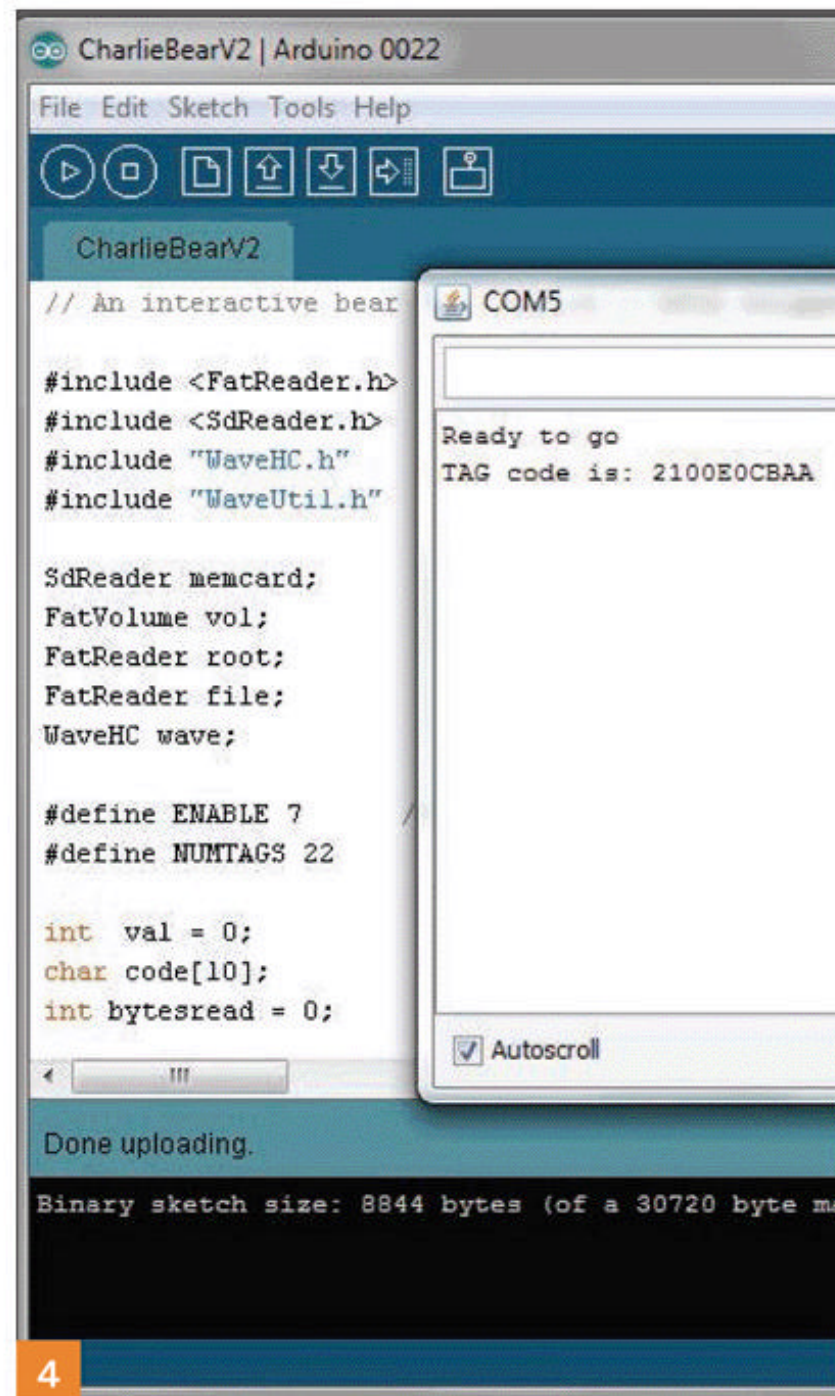 CharlieBearV2 | Arduino 0022
File Edit Sketch Tools Help
CharlieBearV2
// An interactive bear
#include <FatReader.h>
#include <SdReader.h>
#include "WaveHC.h"
#include "WaveUtil.h"
SdReader memcard;
FatVolume vol;
FatReader root;
FatReader file;
WaveHC wave;
#define ENABLE 7 /
#define NUMTAGS 22
int val = 0;
char code[10];
int bytesread = 0;
COM5
Ready to go
TAG code is: 2100E0CBAA
Autoscroll
Done uploading.
Binary sketch size: 8844 bytes (of a 30720 byte
4